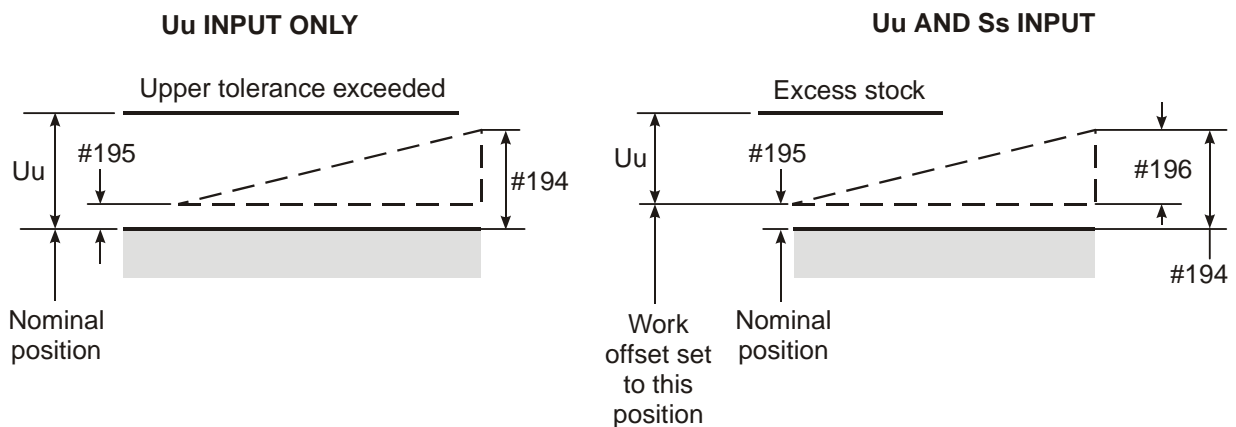 Uu INPUT ONLY
Upper tolerance exceeded
Uu
#195
#194
Nominal
position
Uu AND Ss INPUT
Excess stock
Uu
#195
#196
#194
Work
offset set
to this
position
Nominal
position